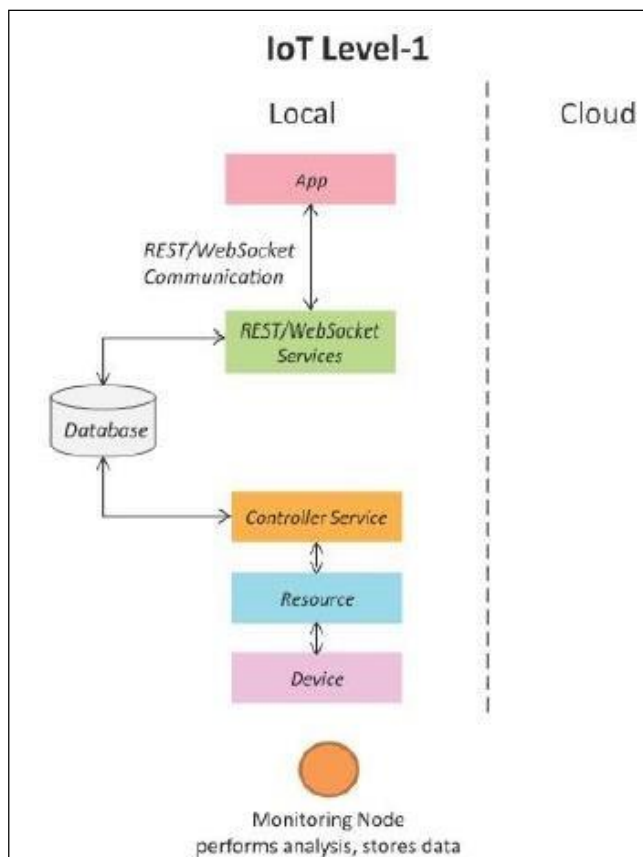 IoT Level-1
Local
Cloud
App
REST/WebSocket
Communication
REST/WebSocket
Services
Database
Controller Service
Resource
Device
Monitoring Node
performs analysis, stores data